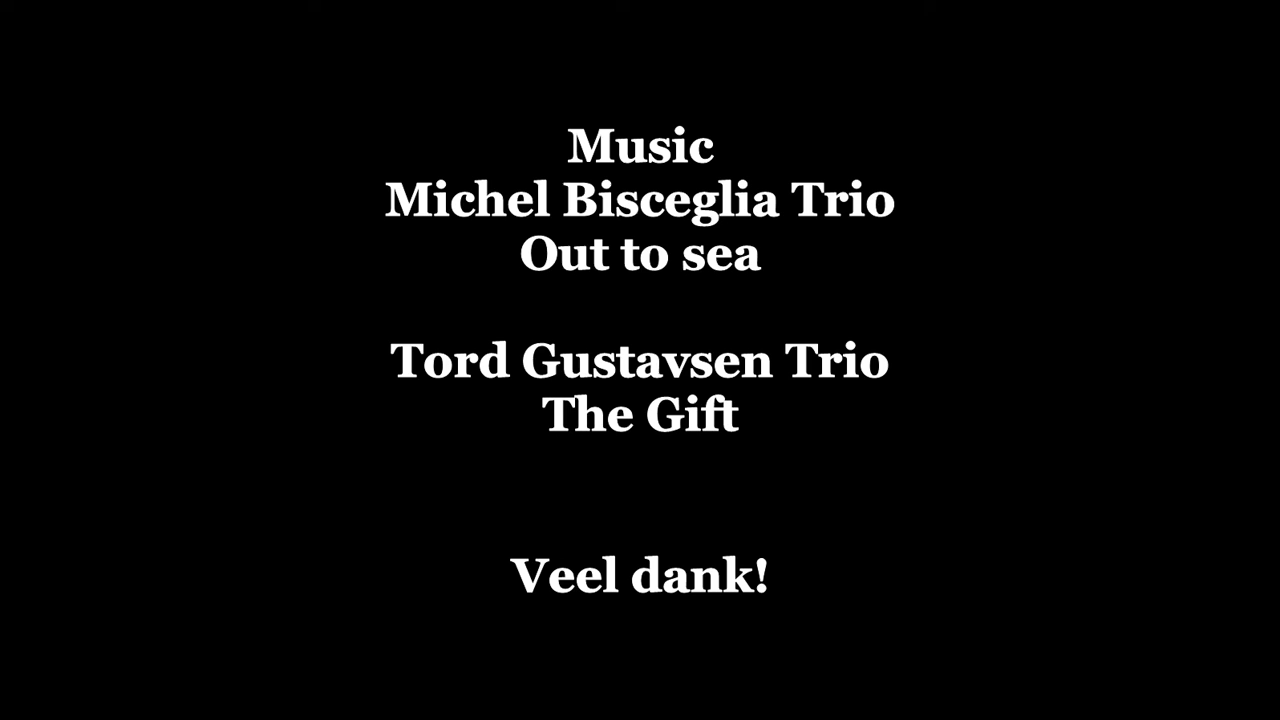 Music
Michel Bisceglia Trio
Out to sea
Tord Gustavsen Trio
The Gift
Veel dank!